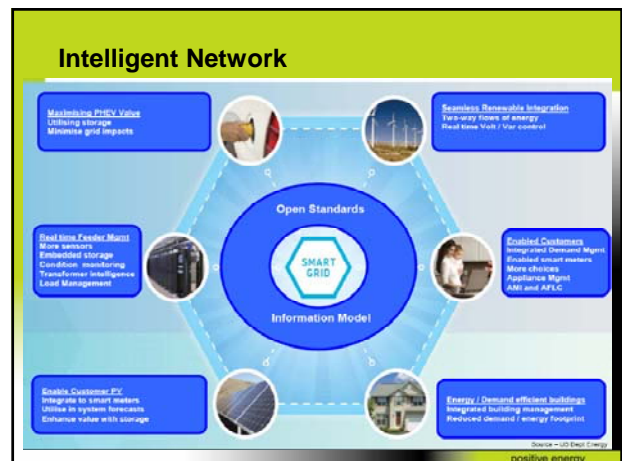 Intelligent Network
Maximising PHEV Value
Utilising storage
Minimise grid impacts
Seamless Renewable Integration
Two-way flows of energy
Real time Volt / Var control
Open Standards
SMART
GRID
Information Model
Real time Feeder Mgmt
More sensors
Embedded storage
Condition monitoring
Transformer intelligence
Load Management
Enabled Customers
Integrated Demand Mgmt
Enabled smart meters
More choices
Appliance Mgmt
AMI and AFLC
Enable Customer PV
Integrate to smart meters
Utilise in system forecasts
Enhance value with storage
Energy / Demand efficient buildings
Integrated building management
Reduced demand / energy footprint
Source – US Dept Energy
positive energy